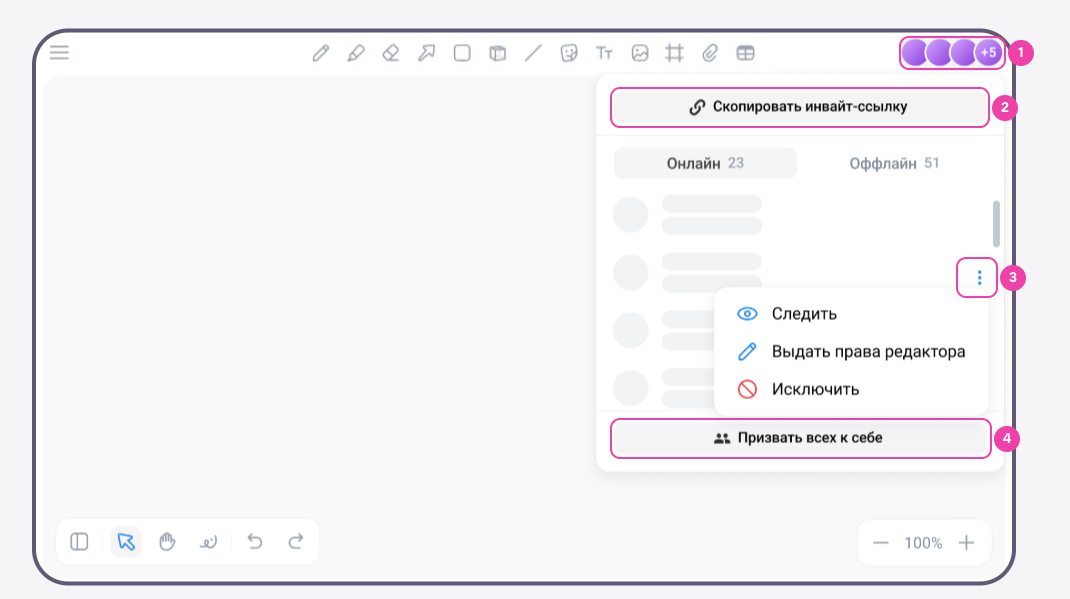 Tт
+5
1
Скопировать инвайт-ссылку
2
Онлайн 23
Оффлайн 51
3
Следить
Выдать права редактора
Исключить
Призвать всех к себе
4
100%